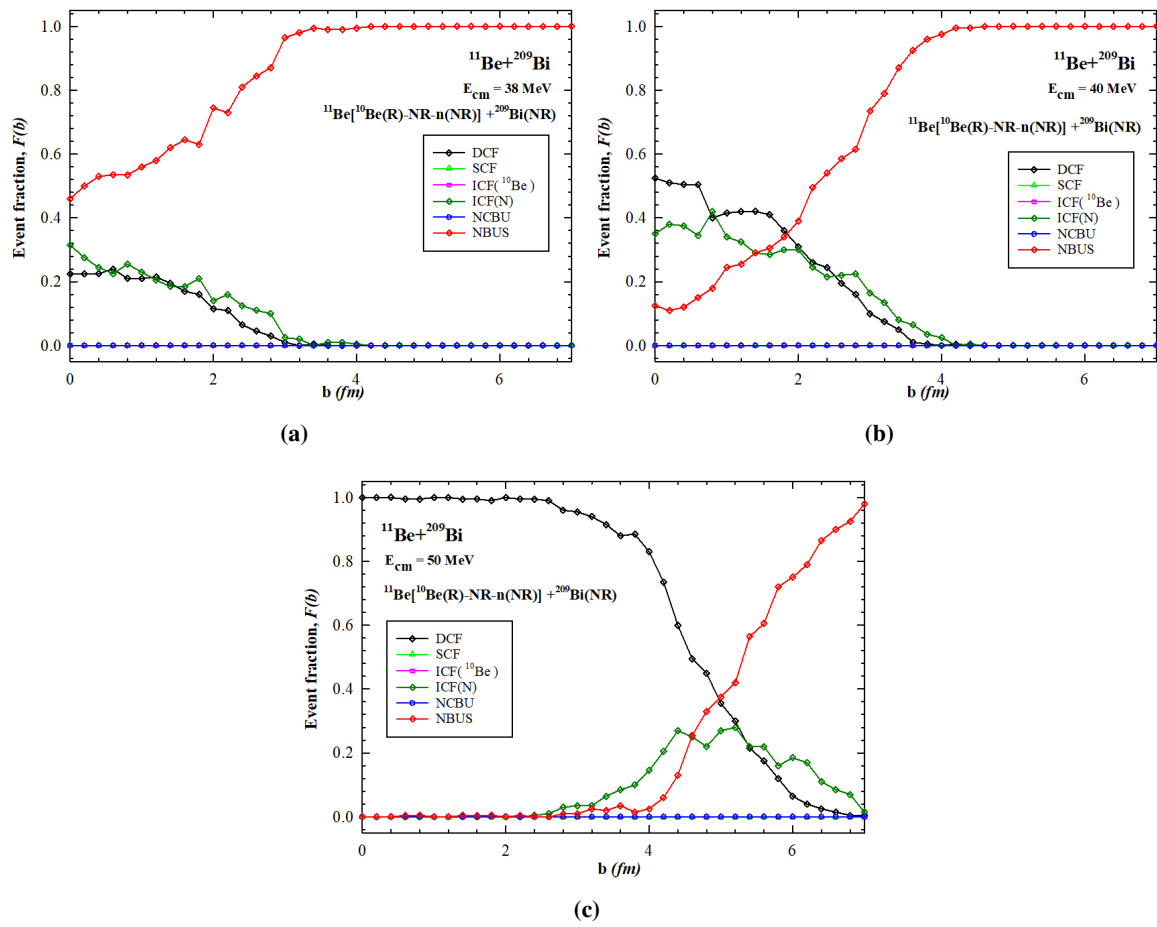 1.0
0.8
0.6
0.4
0.2
0.0
Event fraction, F(b)
0
2
4
6
b (fm)
¹¹Be+²⁰⁹Bi
E_cm = 38 MeV
¹¹Be[¹⁰Be(R)-NR-n(NR)] +²⁰⁹Bi(NR)
DCF
SCF
ICF(¹⁰Be )
ICF(N)
NCBU
NBUS
(a)
1.0
0.8
0.6
0.4
0.2
0.0
Event fraction, F(b)
0
2
4
6
b (fm)
¹¹Be+²⁰⁹Bi
E_cm = 40 MeV
¹¹Be[¹⁰Be(R)-NR-n(NR)] +²⁰⁹Bi(NR)
DCF
SCF
ICF(¹⁰Be )
ICF(N)
NCBU
NBUS
(b)
1.0
0.8
0.6
0.4
0.2
0.0
Event fraction, F(b)
0
2
4
6
b (fm)
¹¹Be+²⁰⁹Bi
E_cm = 50 MeV
¹¹Be[¹⁰Be(R)-NR-n(NR)] +²⁰⁹Bi(NR)
DCF
SCF
ICF(¹⁰Be )
ICF(N)
NCBU
NBUS
(c)